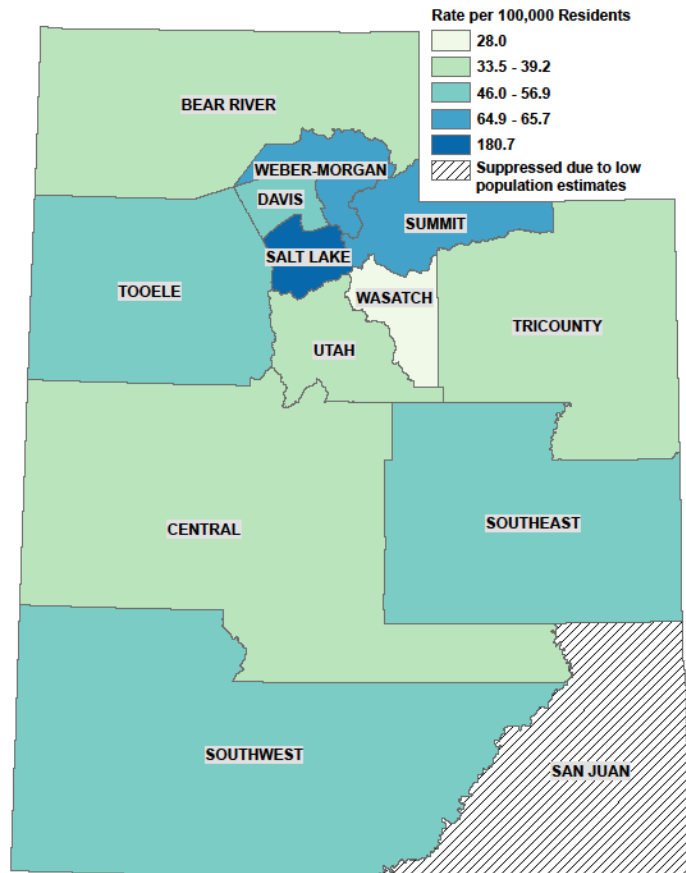 Rate per 100,000 Residents
28.0
33.5 - 39.2
46.0 - 56.9
64.9 - 65.7
180.7
Suppressed due to low
population estimates
BEAR RIVER
WEBER-MORGAN
DAVIS
SUMMIT
SALT LAKE
TOOELE
WASATCH
TRICOUNTY
UTAH
CENTRAL
SOUTHEAST
SOUTHWEST
SAN JUAN